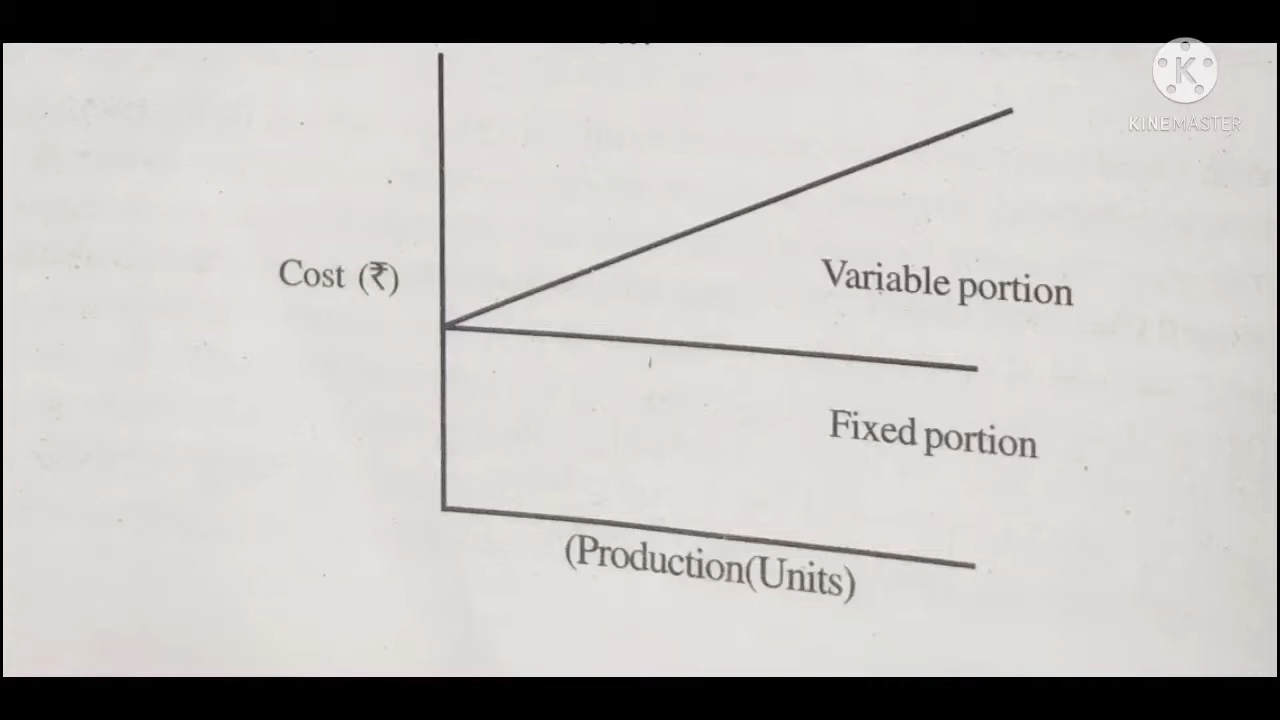 KINEMASTER
Cost (₹)
Variable portion
Fixed portion
(Production(Units)